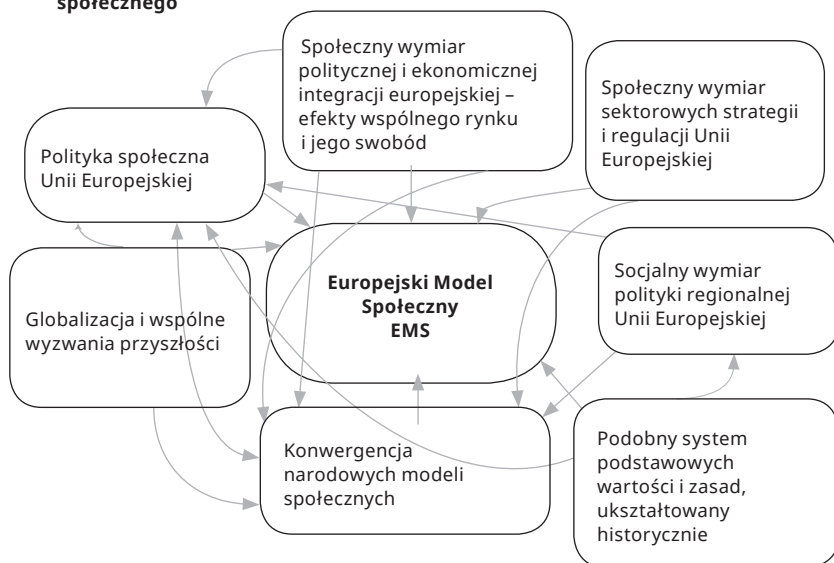 społecznego
Społeczny wymiar
politycznej i ekonomicznej
integracji europejskiej –
efekty wspólnego rynku
i jego swobód
Społeczny wymiar
sektorowych strategii
i regulacji Unii
Europejskiej
Polityka społeczna
Unii Europejskiej
Europejski Model
Społeczny
EMS
Socjalny wymiar
polityki regionalnej
Unii Europejskiej
Globalizacja i wspólne
wyzwania przyszłości
Konwergencja
narodowych modeli
społecznych
Podobny system
podstawowych
wartości i zasad,
ukształtowany
historycznie